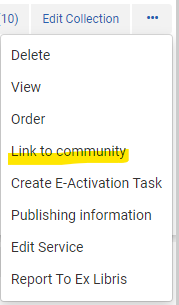 10) Edit Collection ...
Delete
View
Order
Link to community
Create E-Activation Task
Publishing information
Edit Service
Report To Ex Libris